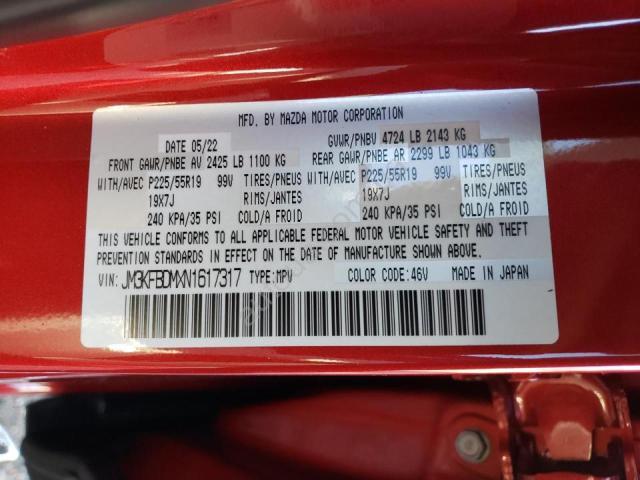 MFD. BY MAZDA MOTOR CORPORATION
DATE 05/22 GVWR/PNBV 4724 LB 2143 KG
FRONT GAWR/PNBE AV 2425 LB 1100 KG REAR GAWR/PNBE AR 2299 LB 1043 KG
WITH/AVEC P225/55R19 99V TIRES/PNEUS WITH/AVEC P225/55R19 99V TIRES/PNEUS
19X7J RIMS/JANTES 19X7J RIMS/JANTES
240 KPA/35 PSI COLD/A FROID 240 KPA/35 PSI COLD/A FROID
THIS VEHICLE CONFORMS TO ALL APPLICABLE FEDERAL MOTOR VEHICLE SAFETY AND THEFT
PREVENTION STANDARDS IN EFFECT ON THE DATE OF MANUFACTURE SHOWN ABOVE.
VIN: JM3KFBDMXN1617317 TYPE:MPV COLOR CODE:46V MADE IN JAPAN